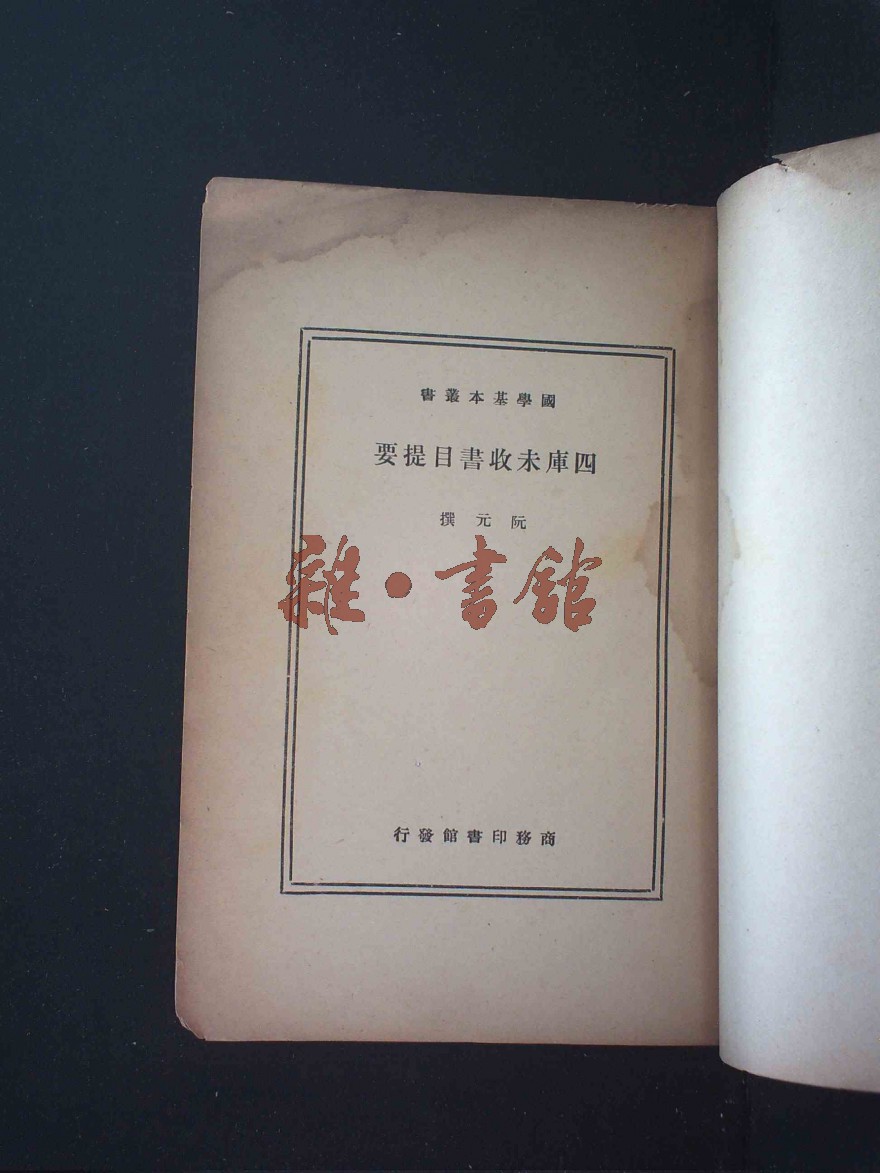 國學基本叢書
四庫未收書目提要
阮元撰
雜·書館
商務印書館發行